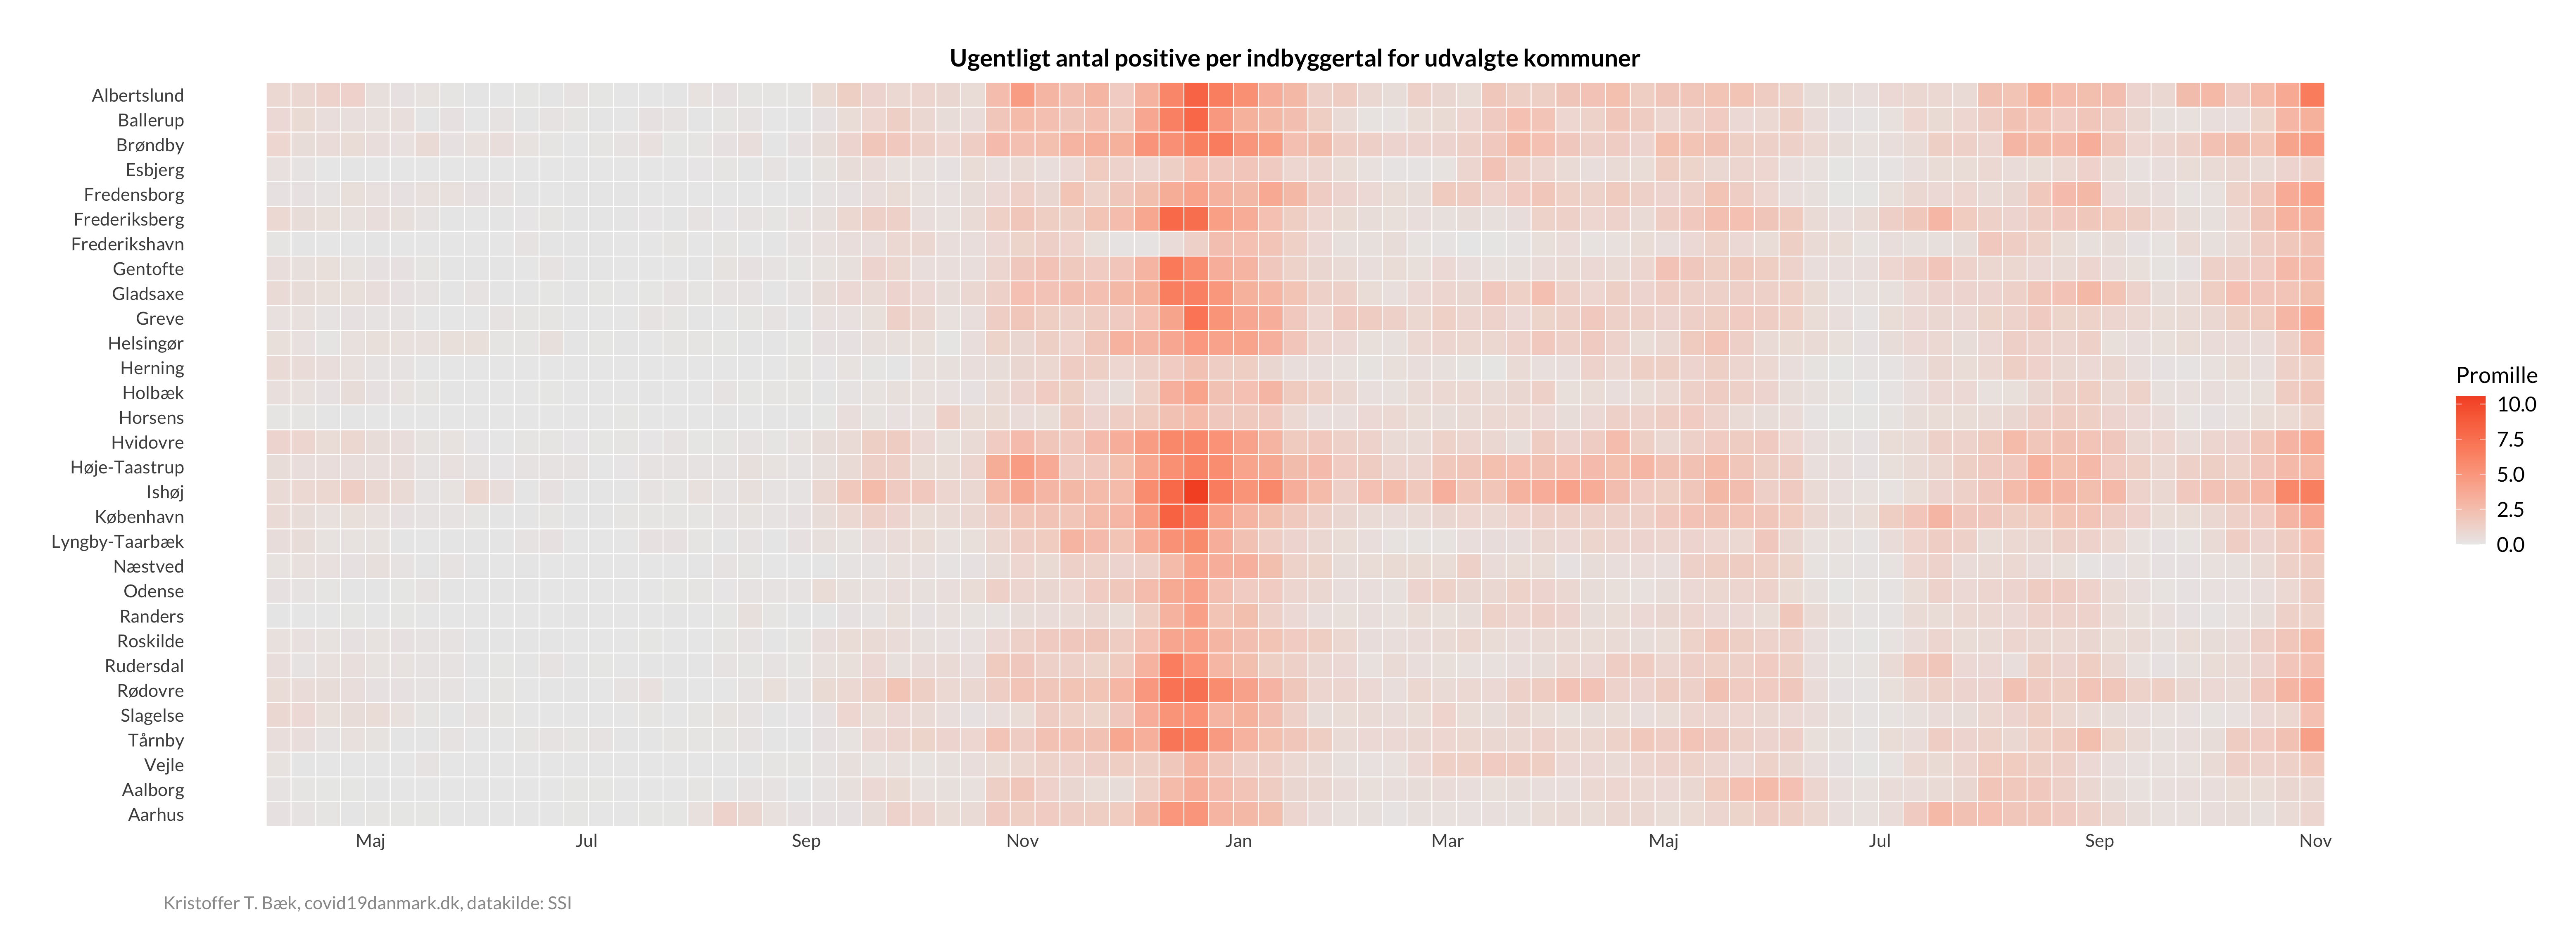 Ugentligt antal positive per indbyggertal for udvalgte kommuner
Albertslund
Ballerup
Brøndby
Esbjerg
Fredensborg
Frederiksberg
Frederikshavn
Gentofte
Gladsaxe
Greve
Helsingør
Herning
Holbæk
Horsens
Hvidovre
Høje-Taastrup
Ishøj
København
Lyngby-Taarbæk
Næstved
Odense
Randers
Roskilde
Rudersdal
Rødovre
Slagelse
Tårnby
Vejle
Aalborg
Aarhus
Maj Jul Sep Nov Jan Mar Maj Jul Sep Nov
Promille
10.0
7.5
5.0
2.5
0.0
Kristoffer T. Bæk, covid19danmark.dk, datakilde: SSI